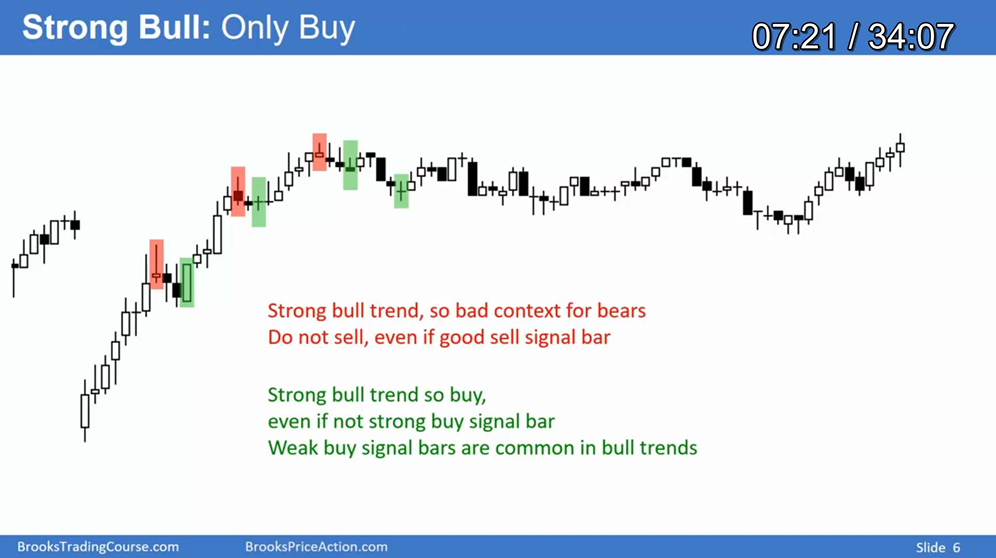 Strong Bull: Only Buy
07:21 / 34:07
Strong bull trend, so bad context for bears
Do not sell, even if good sell signal bar
Strong bull trend so buy,
even if not strong buy signal bar
Weak buy signal bars are common in bull trends
BrooksTradingCourse.com
BrooksPriceAction.com
Slide 6